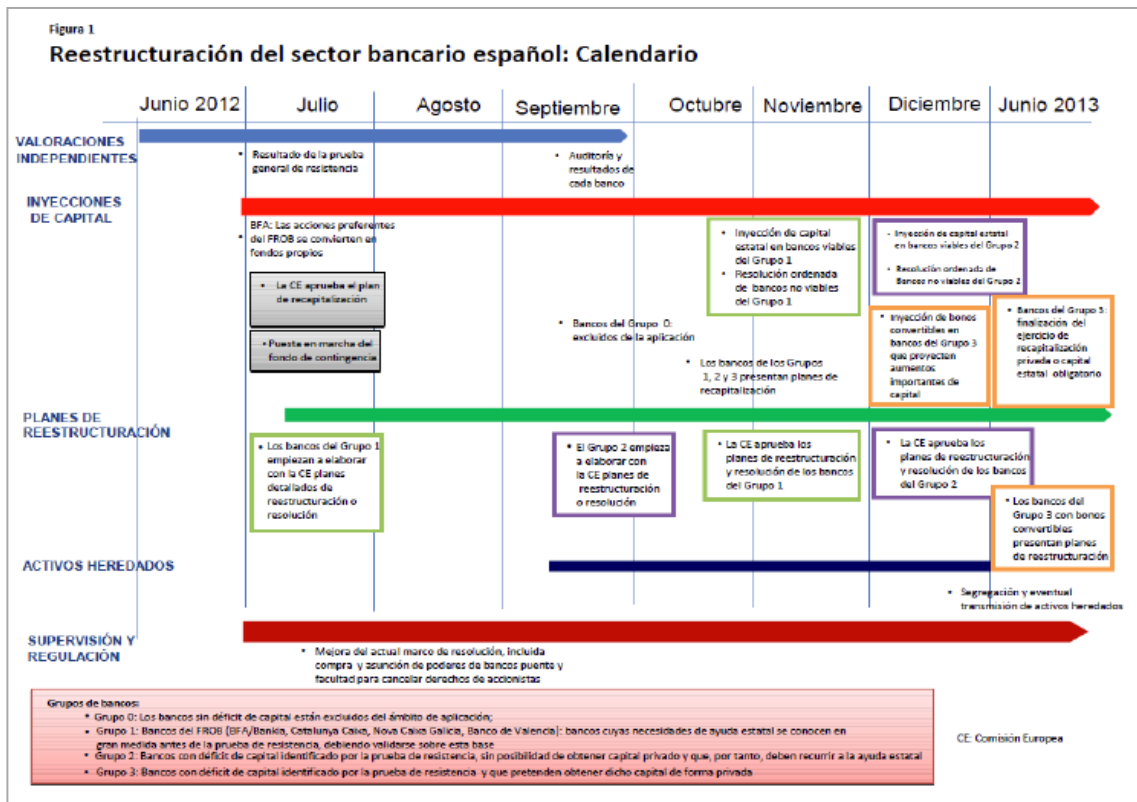 Figura 1
Reestructuración del sector bancario español: Calendario
Junio 2012 Julio Agosto Septiembre Octubre Noviembre Diciembre Junio 2013
VALORACIONES
INDEPENDIENTES
• Resultado de la prueba
general de resistencia
• Auditoría y
resultados de
cada banco
INYECCIONES
DE CAPITAL
BFA: Las acciones preferentes
• del FROB se convierten en
fondos propios
• La CE aprueba el plan
de recapitalización
• Puesta en marcha del
fondo de contingencia
• Bancos del Grupo 0:
excluidos de la aplicación
• Los bancos de los Grupos
1, 2 y 3 presentan planes de
recapitalización
• Inyección de capital
estatal en bancos viables
del Grupo 1
• Resolución ordenada
de bancos no viables
del Grupo 1
- Inyección de capital estatal
en bancos viables del Grupo 2
• Resolución ordenada de
Bancos no viables del Grupo 2
• Inyección de bonos
convertibles en
bancos del Grupo 3
que proyecten
aumentos
importantes de
capital
• Bancos del Grupo 3:
finalización del
ejercicio de
recapitalización
privada o capital
estatal obligatorio
PLANES DE
REESTRUCTURACIÓN
• Los bancos del Grupo 1
empiezan a elaborar
con la CE planes
detallados de
reestructuración o
resolución
• El Grupo 2 empieza
a elaborar con
la CE planes de
reestructuración
o resolución
• La CE aprueba los
planes de reestructuración
y resolución de los bancos
del Grupo 1
• La CE aprueba los
planes de reestructuración
y resolución de los bancos
del Grupo 2
• Los bancos del
Grupo 3 con bonos
convertibles
presentan planes
de reestructuración
ACTIVOS HEREDADOS
• Segregación y eventual
transmisión de activos heredados
SUPERVISIÓN Y
REGULACIÓN
• Mejora del actual marco de resolución, incluida
compra y asunción de poderes de bancos puente y
facultad para cancelar derechos de accionistas
Grupos de bancos:
• Grupo 0: Los bancos sin déficit de capital están excluidos del ámbito de aplicación;
• Grupo 1: Bancos del FROB (BFA/Bankia, Catalunya Caixa, Nova Caixa Galicia, Banco de Valencia): bancos cuyas necesidades de ayuda estatal se conocen en
gran medida antes de la prueba de resistencia, debiendo validarse sobre esta base
• Grupo 2: Bancos con déficit de capital identificado por la prueba de resistencia, sin posibilidad de obtener capital privado y que, por tanto, deben recurrir a la ayuda estatal
• Grupo 3: Bancos con déficit de capital identificado por la prueba de resistencia y que pretenden obtener dicho capital de forma privada
CE: Comisión Europea